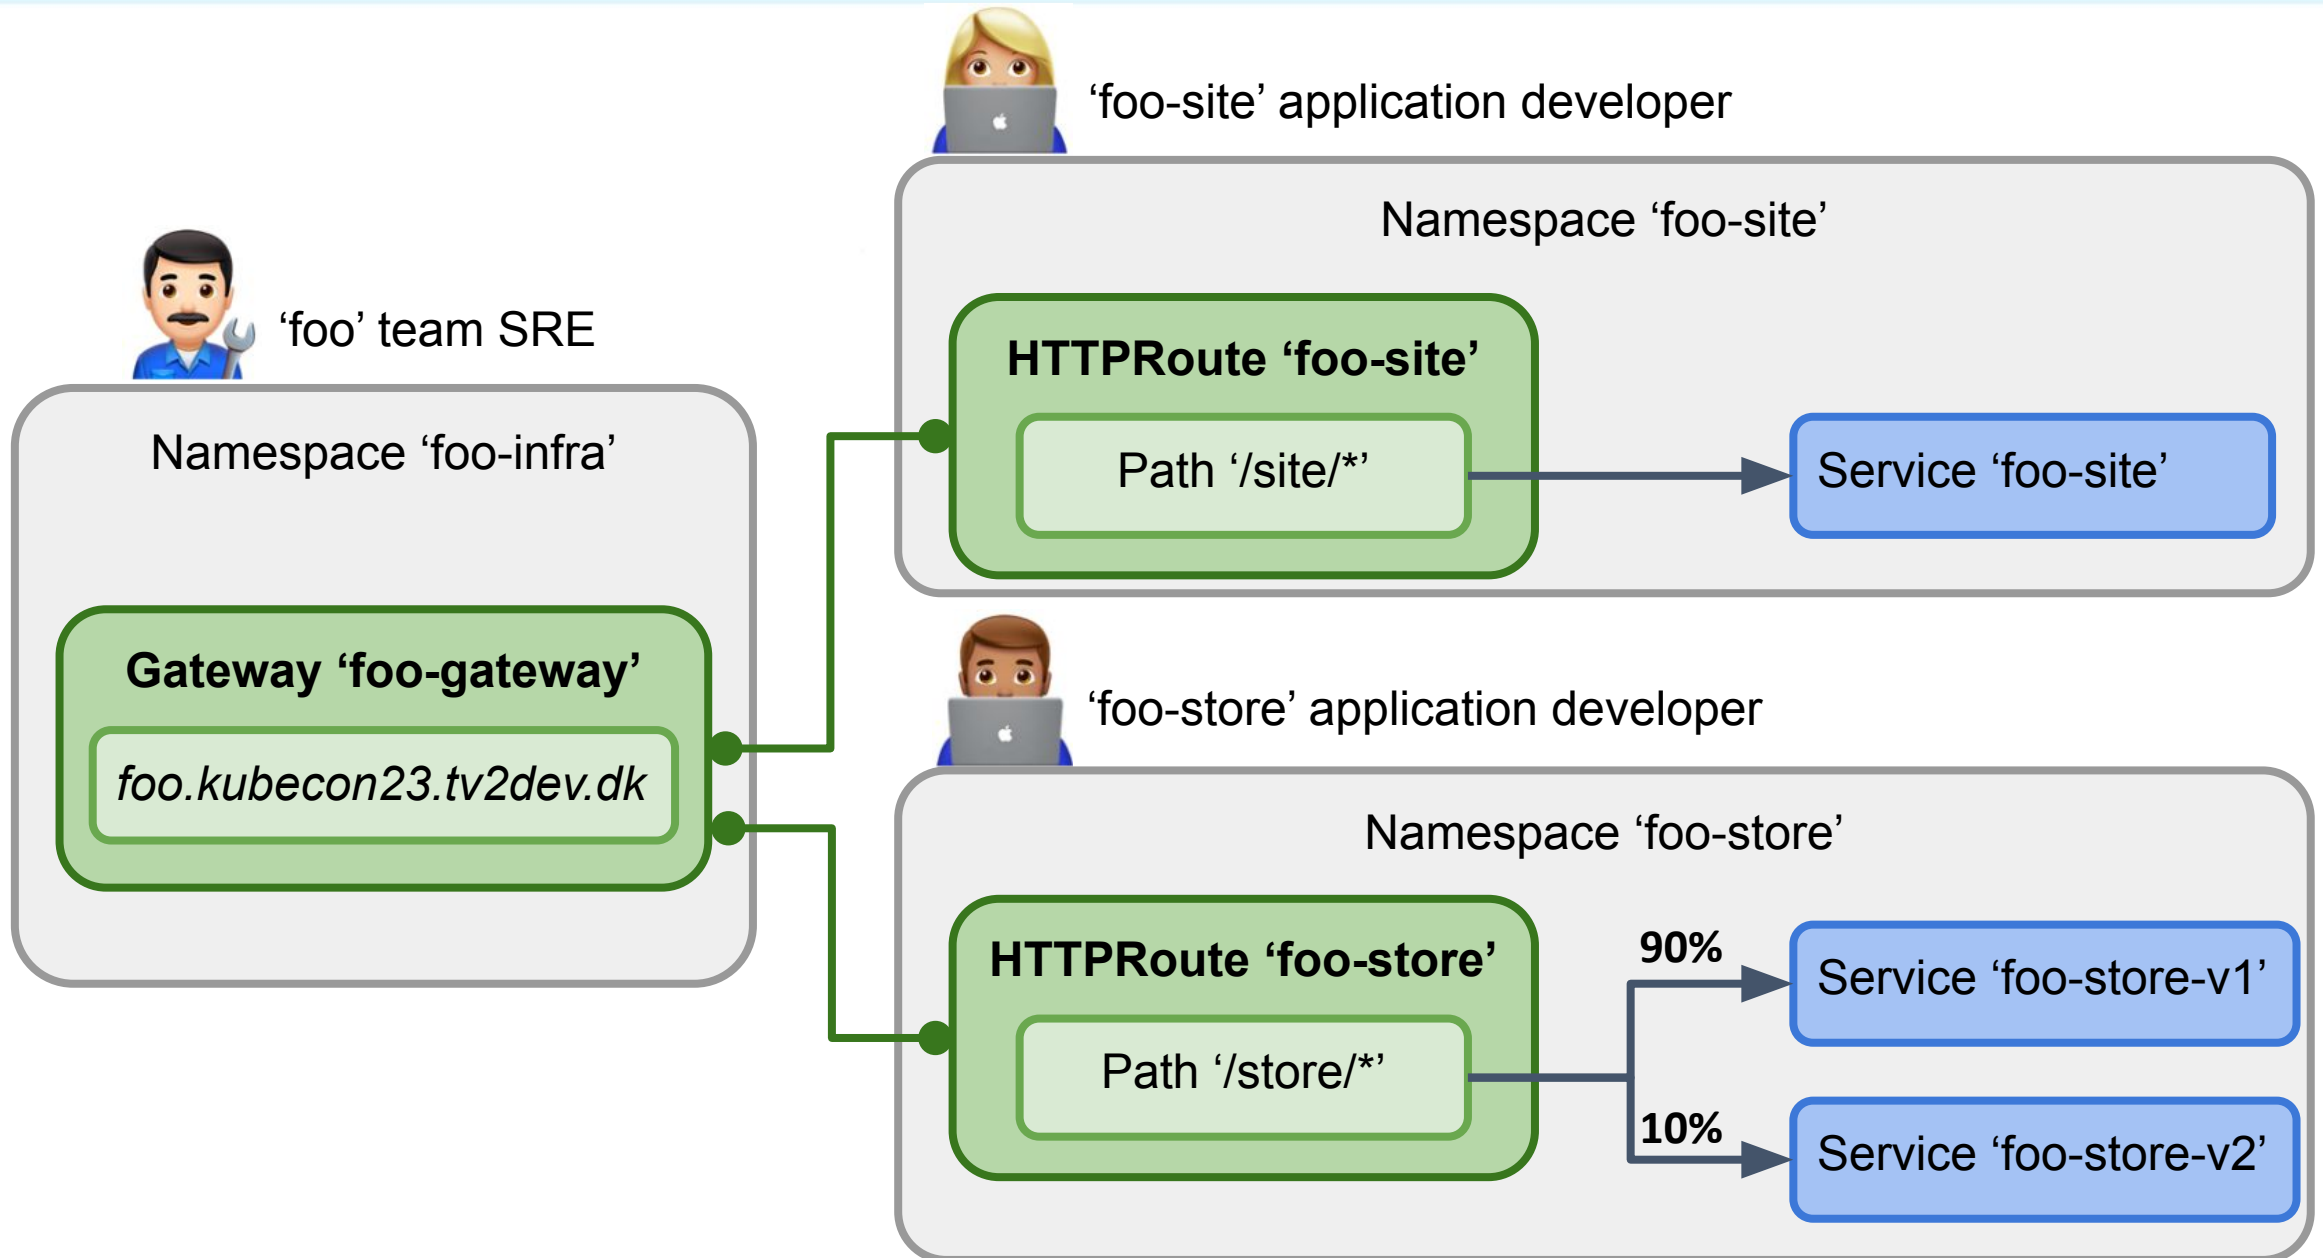 ‘foo-site’ application developer
Namespace ‘foo-site’
HTTPRoute ‘foo-site’
Path ‘/site/*’
Service ‘foo-site’
‘foo’ team SRE
Namespace ‘foo-infra’
Gateway ‘foo-gateway’
foo.kubecon23.tv2dev.dk
‘foo-store’ application developer
Namespace ‘foo-store’
HTTPRoute ‘foo-store’
Path ‘/store/*’
90%
Service ‘foo-store-v1’
10%
Service ‘foo-store-v2’